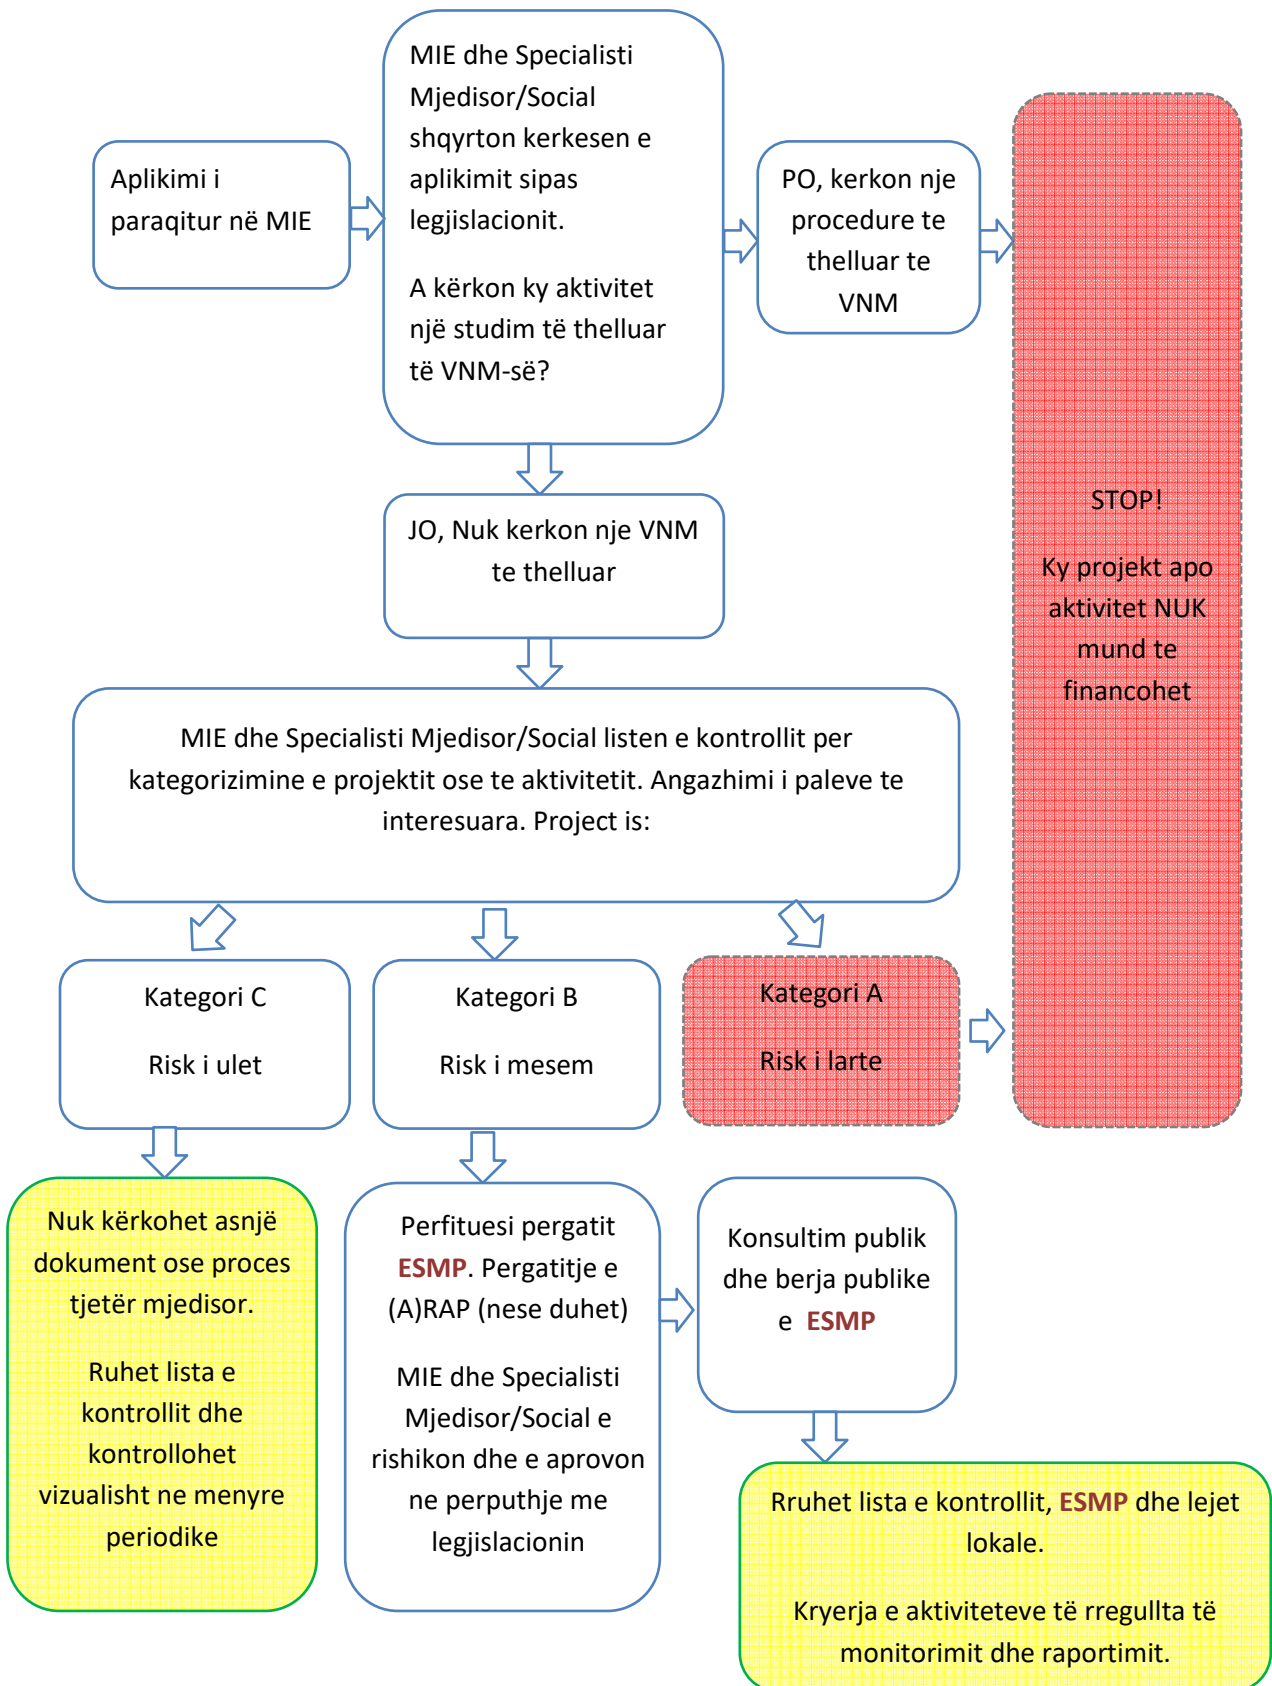 Aplikimi i
paraqitur në MIE
MIE dhe Specialisti
Mjedisor/Social
shqyrton kerkesen e
aplikimit sipas
legjislacionit.
A kërkon ky aktivitet
një studim të thelluar
të VNM-së?
PO, kerkon nje
procedure te
thelluar te
VNM
STOP!
Ky projekt apo
aktivitet NUK
mund te
financohet
JO, Nuk kerkon nje VNM
te thelluar
MIE dhe Specialisti Mjedisor/Social listen e kontrollit per
kategorizimine e projektit ose te aktivitetit. Angazhimi i paleve te
interesuara. Project is:
Kategori C
Risk i ulet
Kategori B
Risk i mesem
Kategori A
Risk i larte
Nuk kërkohet asnjë
dokument ose proces
tjetër mjedisor.
Ruhet lista e
kontrollit dhe
kontrollohet
vizualisht ne menyre
periodike
Perfituesi pergatit
ESMP. Pergatitje e
(A)RAP (nese duhet)
MIE dhe Specialisti
Mjedisor/Social e
rishikon dhe e aprovon
ne perputhje me
legjislacionin
Konsultim publik
dhe berja publike
e ESMP
Rruhet lista e kontrollit, ESMP dhe lejet
lokale.
Kryerja e aktiviteteve të rregullta të
monitorimit dhe raportimit.